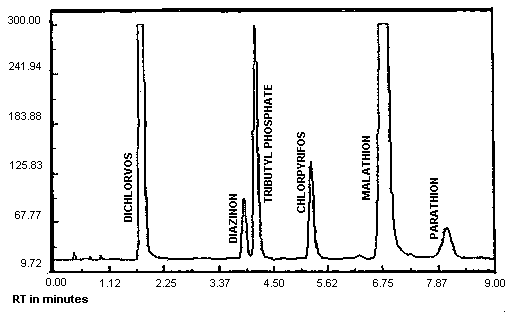 300.00
241.94
183.88
125.83
67.77
9.72
DICHLORVOS
DIAZINON
TRIBUTYL PHOSPHATE
CHLORPYRIFOS
MALATHION
PARATHION
0.00 1.12 2.25 3.37 4.50 5.62 6.75 7.87 9.00
RT in minutes